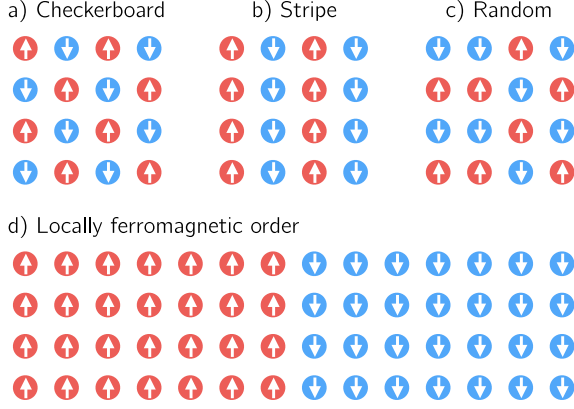 a) Checkerboard
b) Stripe
c) Random
d) Locally ferromagnetic order